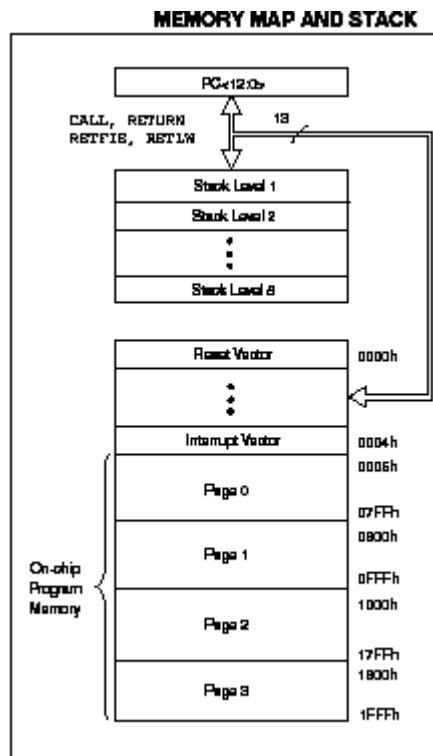 MEMORY MAP AND STACK
PC<12:0>
CALL, RETURN
RETFIE, RETLW
13
Stack Level 1
Stack Level 2
Stack Level 8
Reset Vector
0000h
Interrupt Vector
0004h
0005h
Page 0
07FFh
0800h
Page 1
0FFFh
On-chip
Program
Memory
1000h
Page 2
17FFh
1800h
Page 3
1FFFh